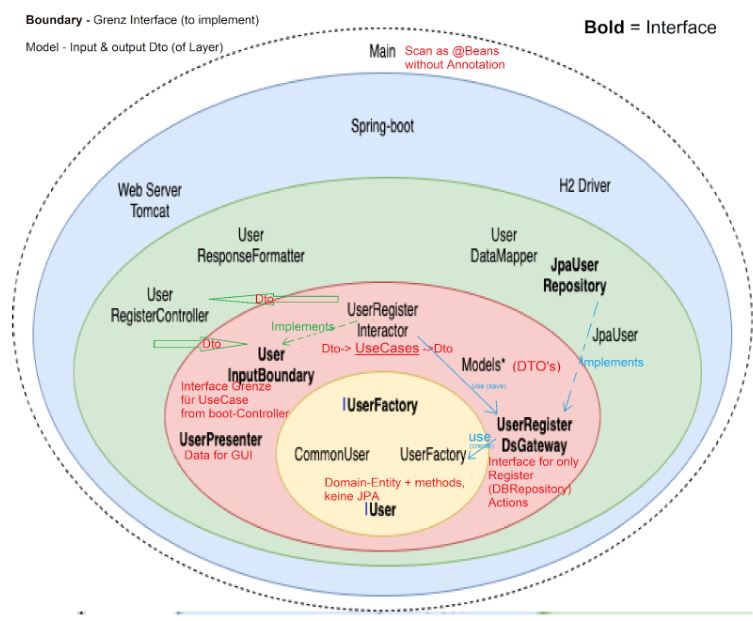 Boundary - Grenz Interface (to implement)
Bold = Interface
Model - Input & output Dto (of Layer)
Main
Scan as @Beans
without Annotation
Spring-boot
Web Server
Tomcat
H2 Driver
User
ResponseFormatter
User
DataMapper
JpaUser
Repository
User
RegisterController
Dto
UserRegister
Interactor
Implements
JpaUser
Dto
Dto-> UseCases ->Dto
User
InputBoundary
Models* (DTO's)
Implements
Interface Grenze
für UseCase
from boot-Controller
Use (save)
IUserFactory
UserRegister
DsGateway
UserPresenter
Data for GUI
use
(create)
CommonUser
UserFactory
Interface for only
Register
(DBRepository)
Actions
Domain-Entity + methods,
keine JPA
IUser